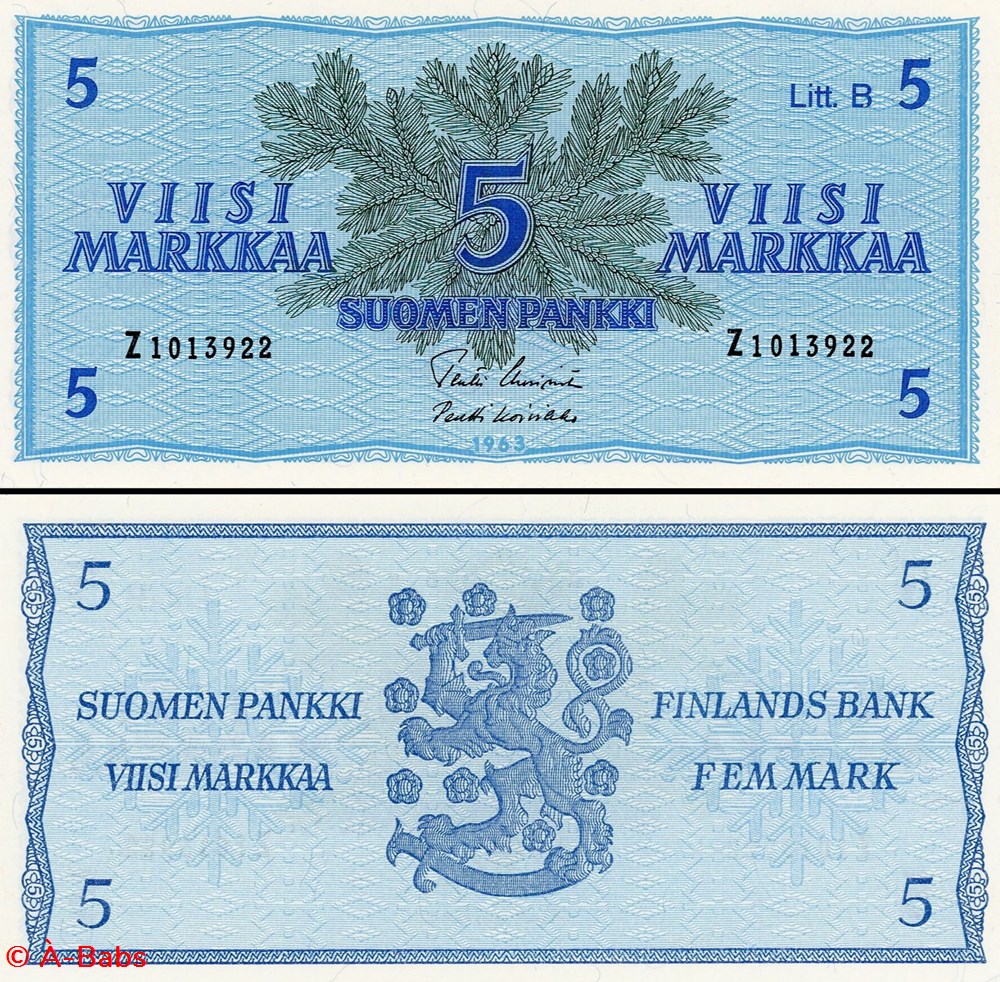 5 Litt. B 5
VIISI MARKKAA
5
VIISI MARKKAA
SUOMEN PANKKI
Z1013922
Z1013922
5
5
1963
5
5
SUOMEN PANKKI
VIISI MARKKAA
FINLANDS BANK
FEM MARK
5
5
© À-Babs